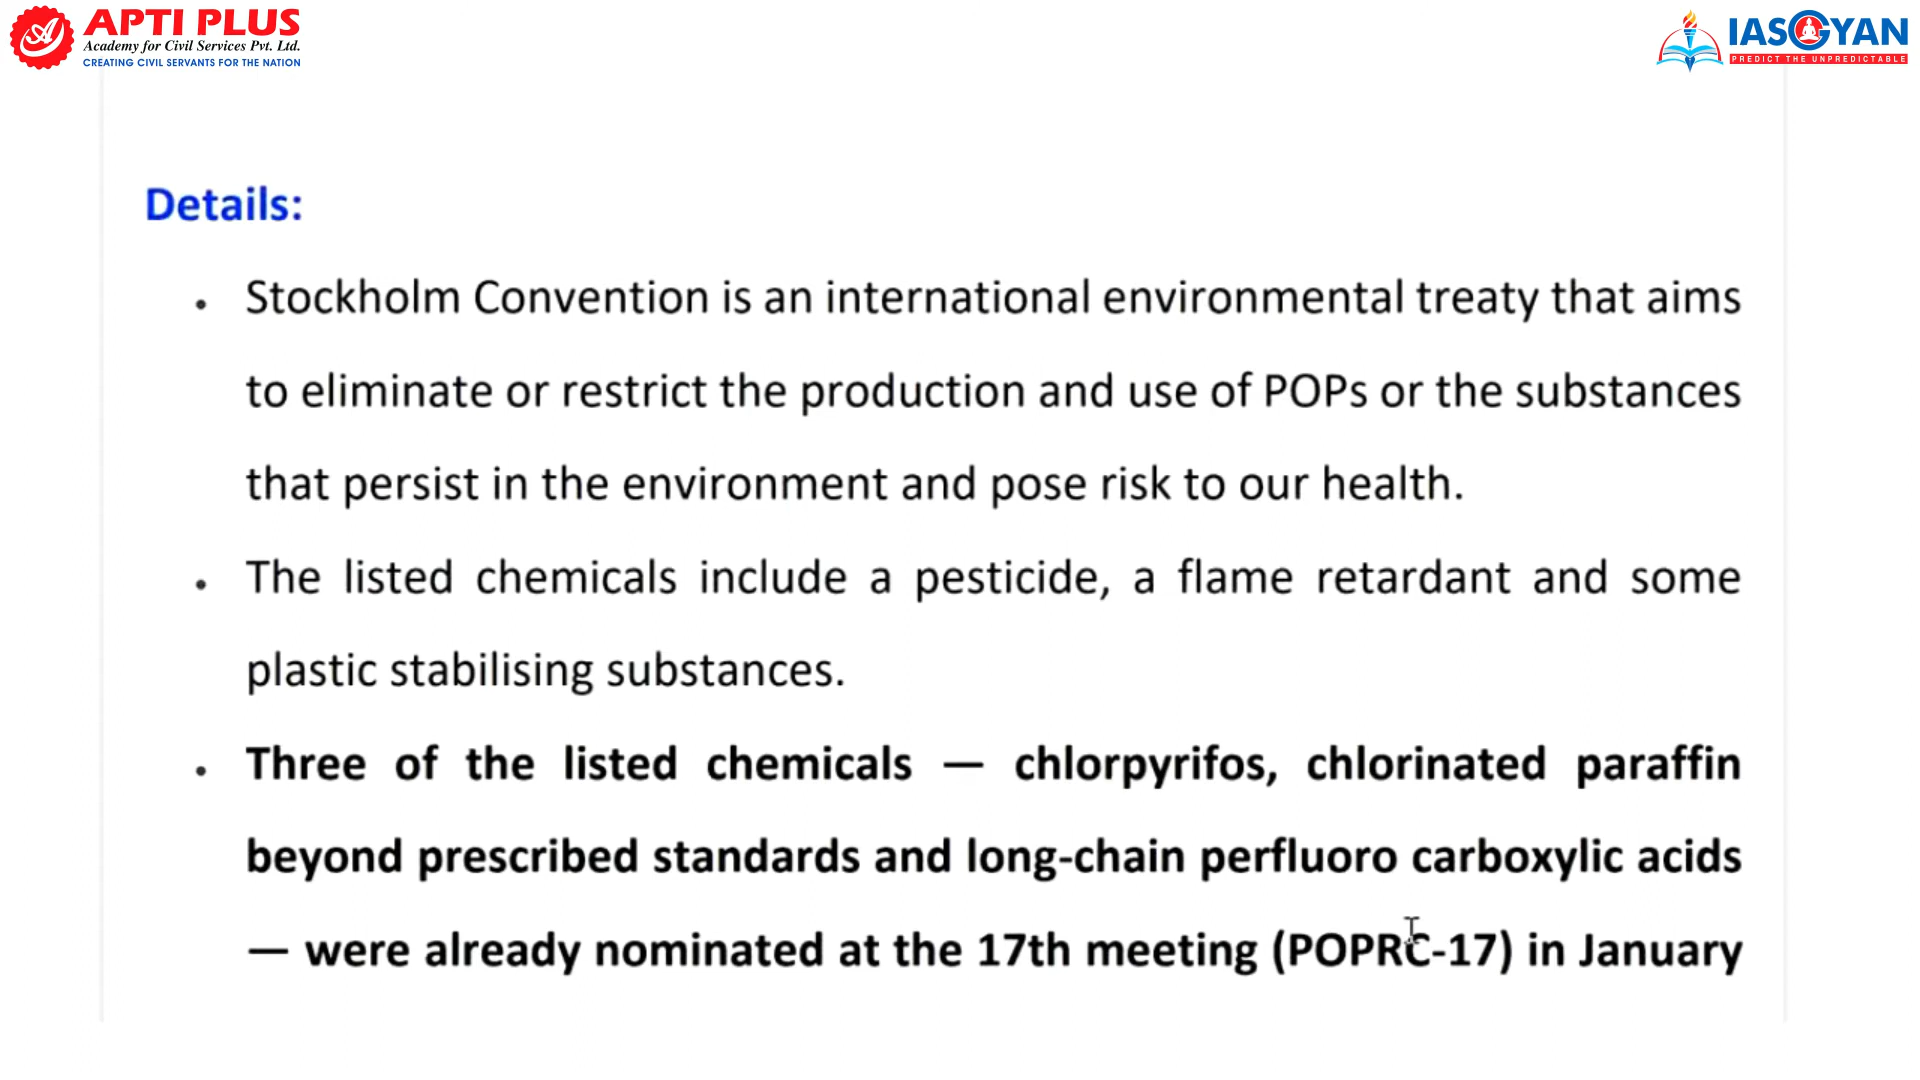 APTI PLUS
Academy for Civil Services Pvt. Ltd.
CREATING CIVIL SERVANTS FOR THE NATION
IASGYAN
PREDICT THE UNPREDICTABLE
Details:
• Stockholm Convention is an international environmental treaty that aims
to eliminate or restrict the production and use of POPs or the substances
that persist in the environment and pose risk to our health.
• The listed chemicals include a pesticide, a flame retardant and some
plastic stabilising substances.
• Three of the listed chemicals — chlorpyrifos, chlorinated paraffin
beyond prescribed standards and long-chain perfluoro carboxylic acids
— were already nominated at the 17th meeting (POPRC-17) in January